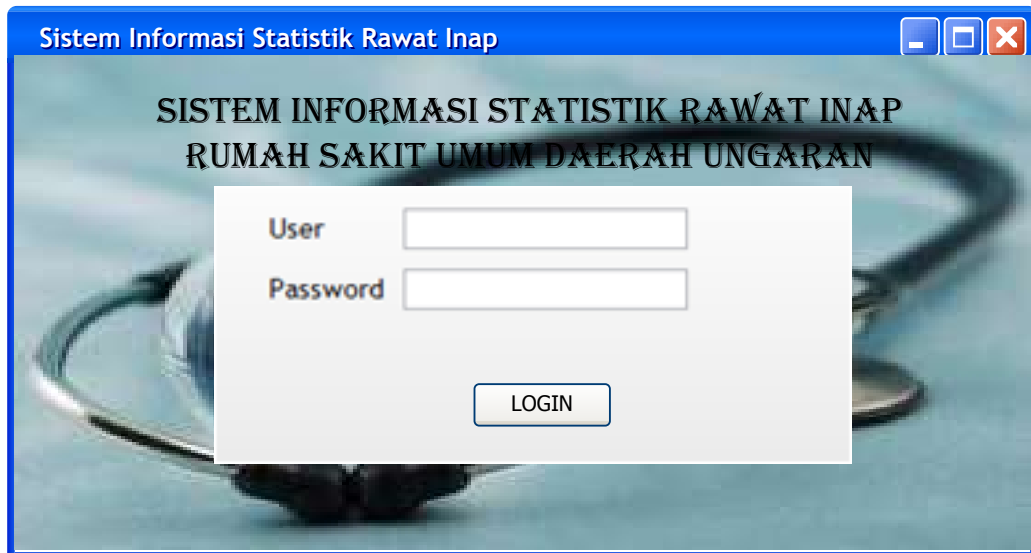 Sistem Informasi Statistik Rawat Inap
SISTEM INFORMASI STATISTIK RAWAT INAP
RUMAH SAKIT UMUM DAERAH UNGARAN
User
Password
LOGIN